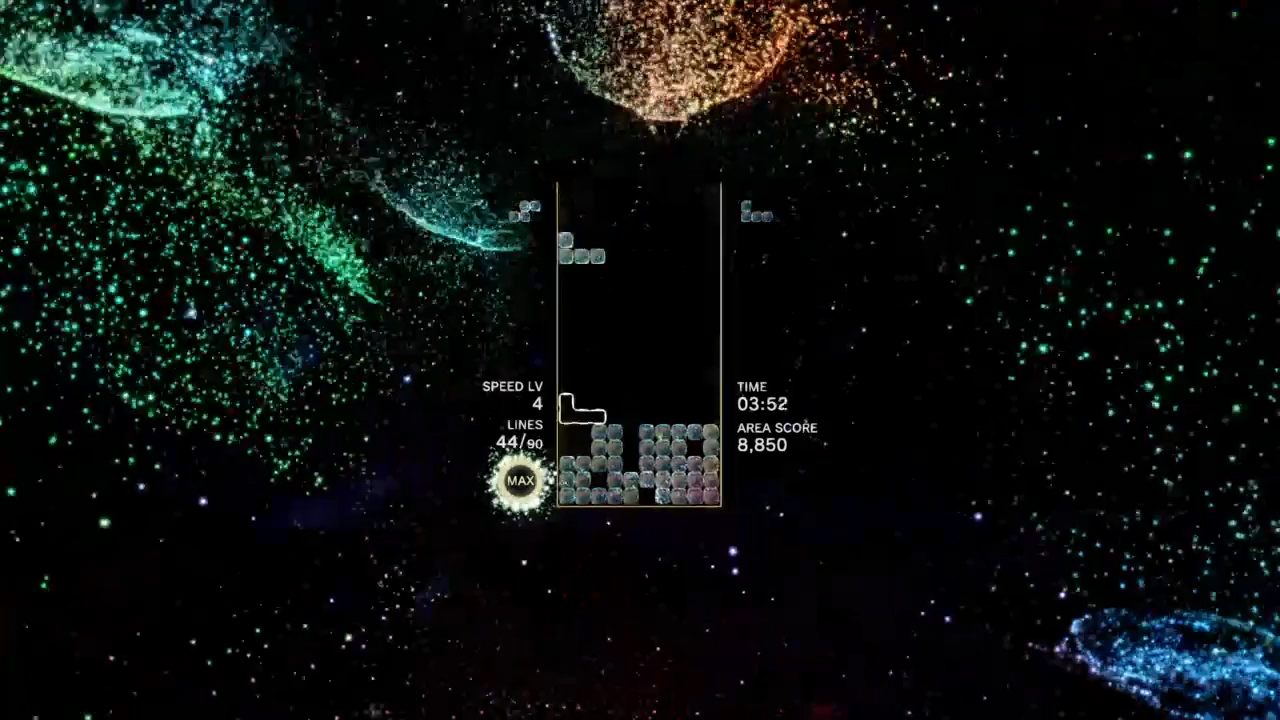 SPEED LV
4
LINES
44/90
MAX
TIME
03:52
AREA SCORE
8,850